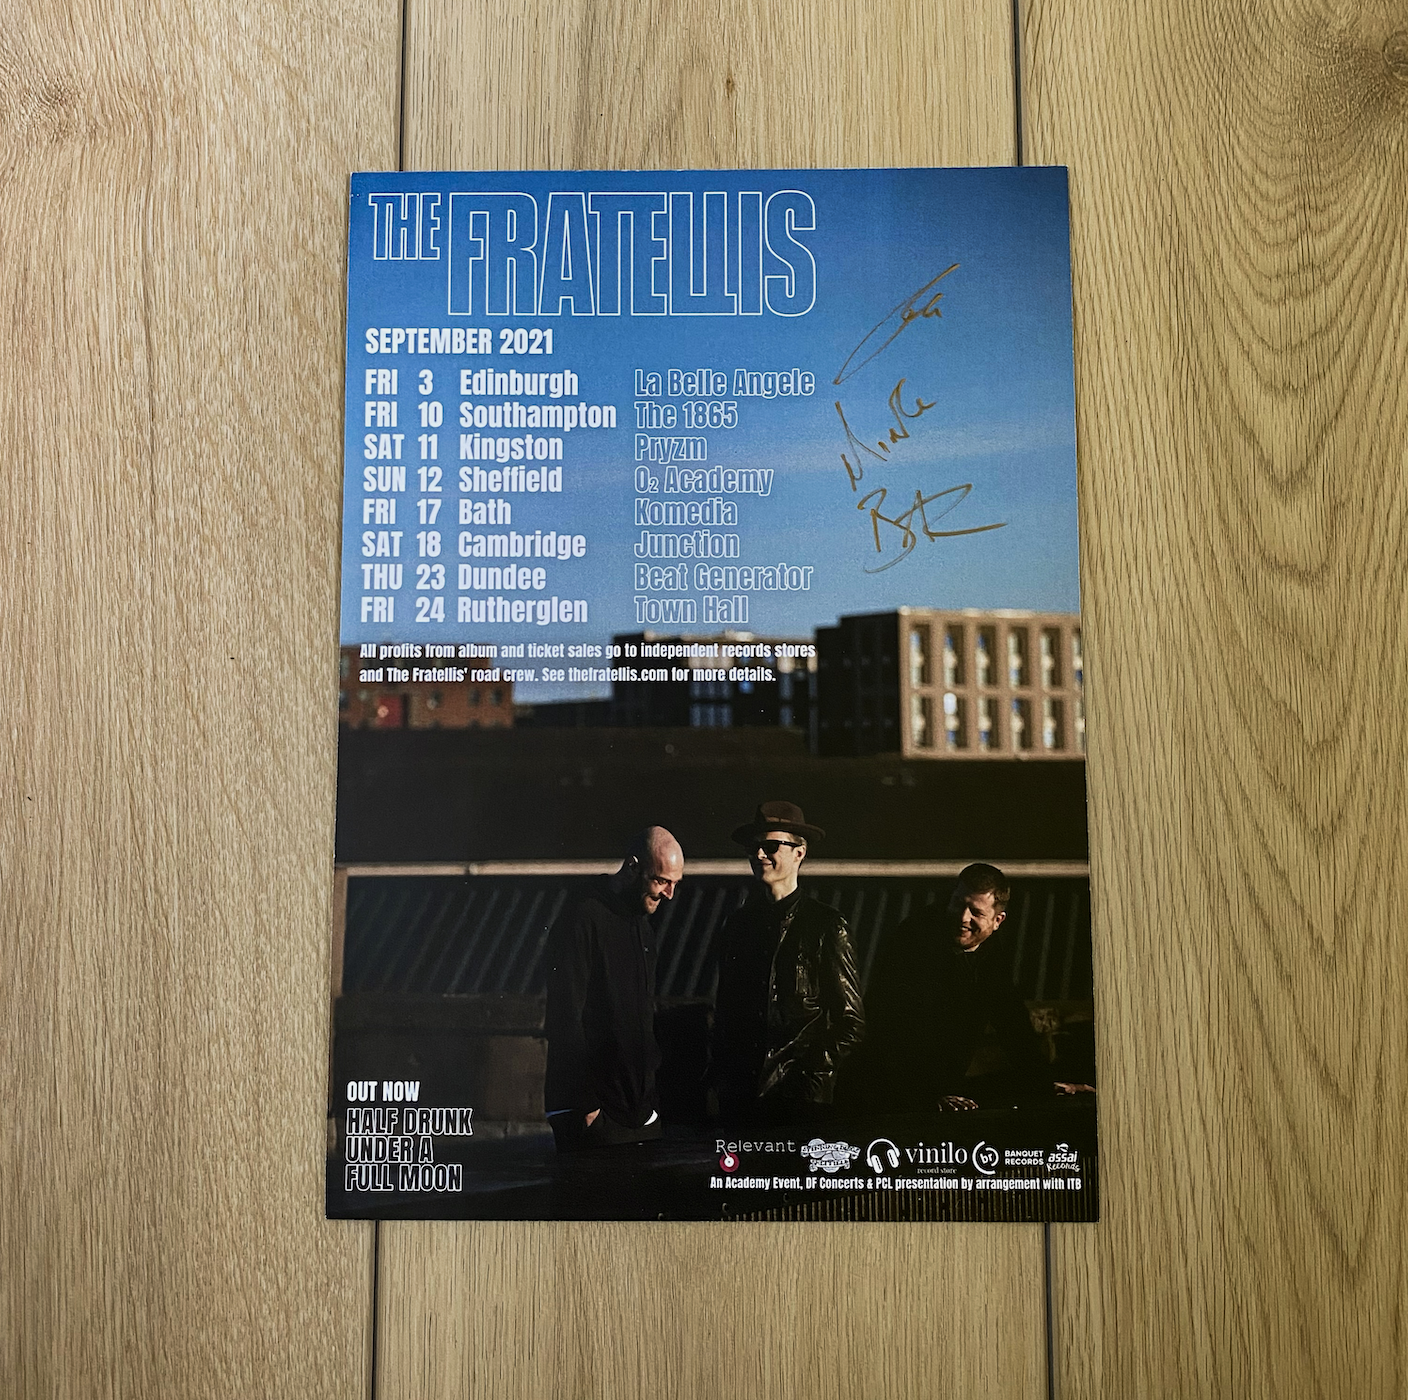 THE FRATELLIS
SEPTEMBER 2021
FRI 3 Edinburgh La Belle Angele
FRI 10 Southampton The 1865
SAT 11 Kingston Pryzm
SUN 12 Sheffield O2 Academy
FRI 17 Bath Komedia
SAT 18 Cambridge Junction
THU 23 Dundee Beat Generator
FRI 24 Rutherglen Town Hall
All profits from album and ticket sales go to independent records stores
and The Fratellis' road crew. See thefratellis.com for more details.
OUT NOW
HALF DRUNK
UNDER A
FULL MOON
Relevant
vinilo
record store
br
BANQUET
RECORDS
assai
Records
An Academy Event, DF Concerts & PCL presentation by arrangement with ITB